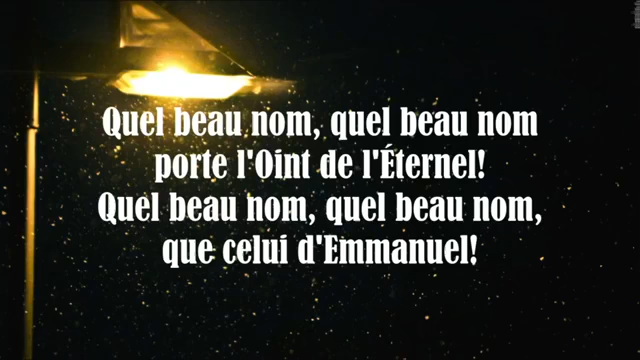 Quel beau nom, quel beau nom
porte l'Oint de l'Éternel!
Quel beau nom, quel beau nom,
que celui d'Emmanuel!